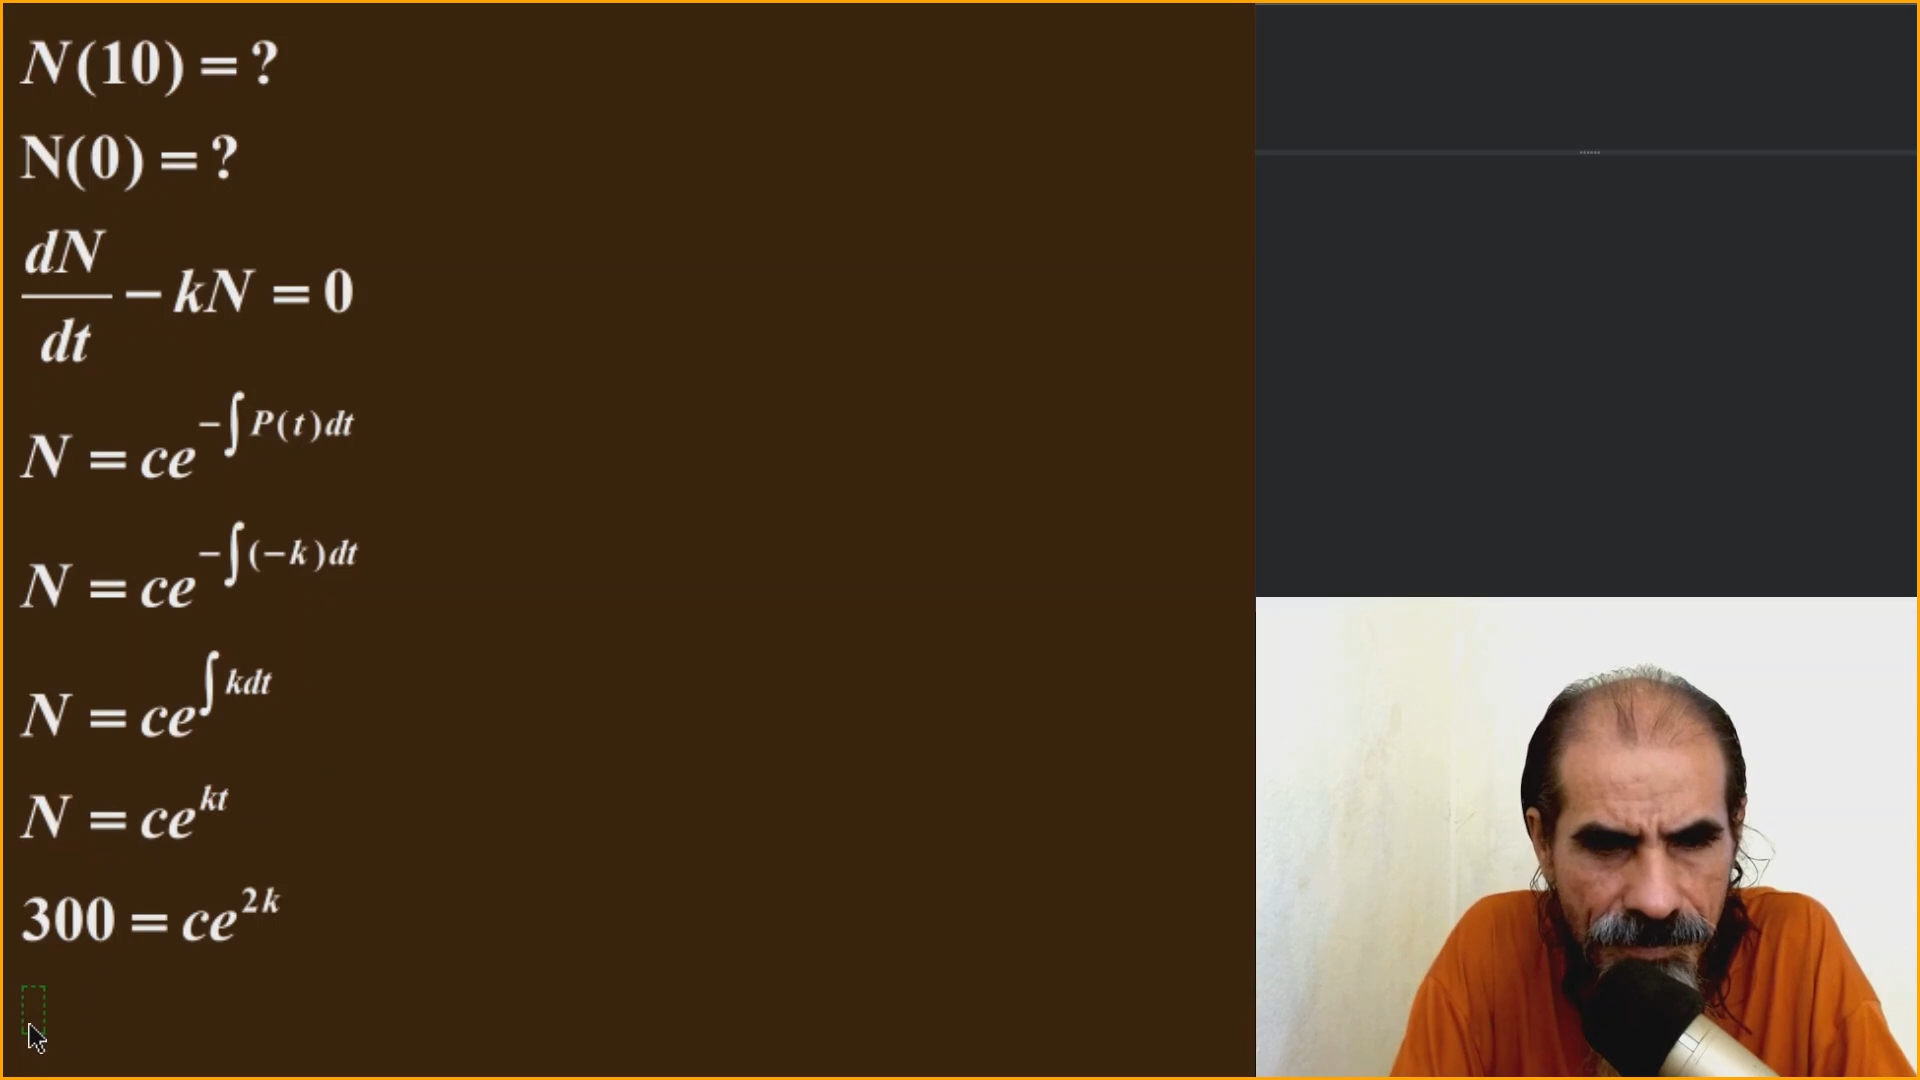 N(10) = ?
N(0) = ?
dN/dt − kN = 0
N = ce^{−∫P(t)dt}
N = ce^{−∫(−k)dt}
N = ce^{∫kdt}
N = ce^{kt}
300 = ce^{2k}